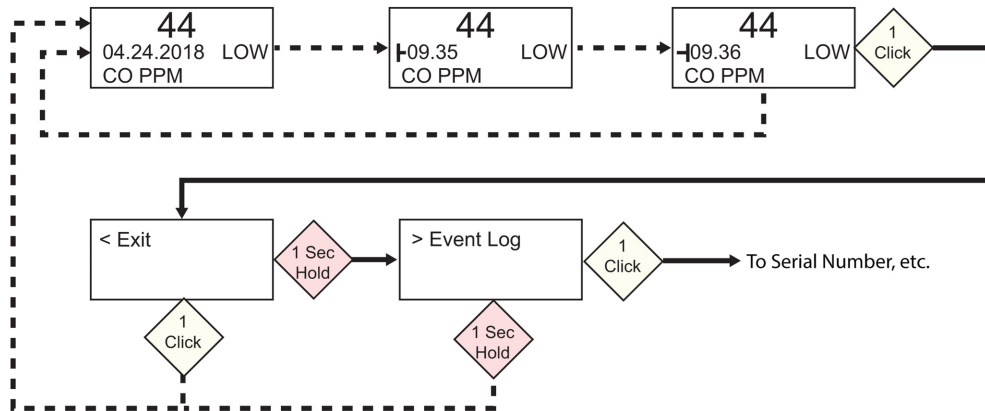 44
04.24.2018 LOW
CO PPM
44
09.35 LOW
CO PPM
44
09.36 LOW
CO PPM
1
Click
< Exit
1 Sec
Hold
> Event Log
1
Click
To Serial Number, etc.
1
Click
1 Sec
Hold